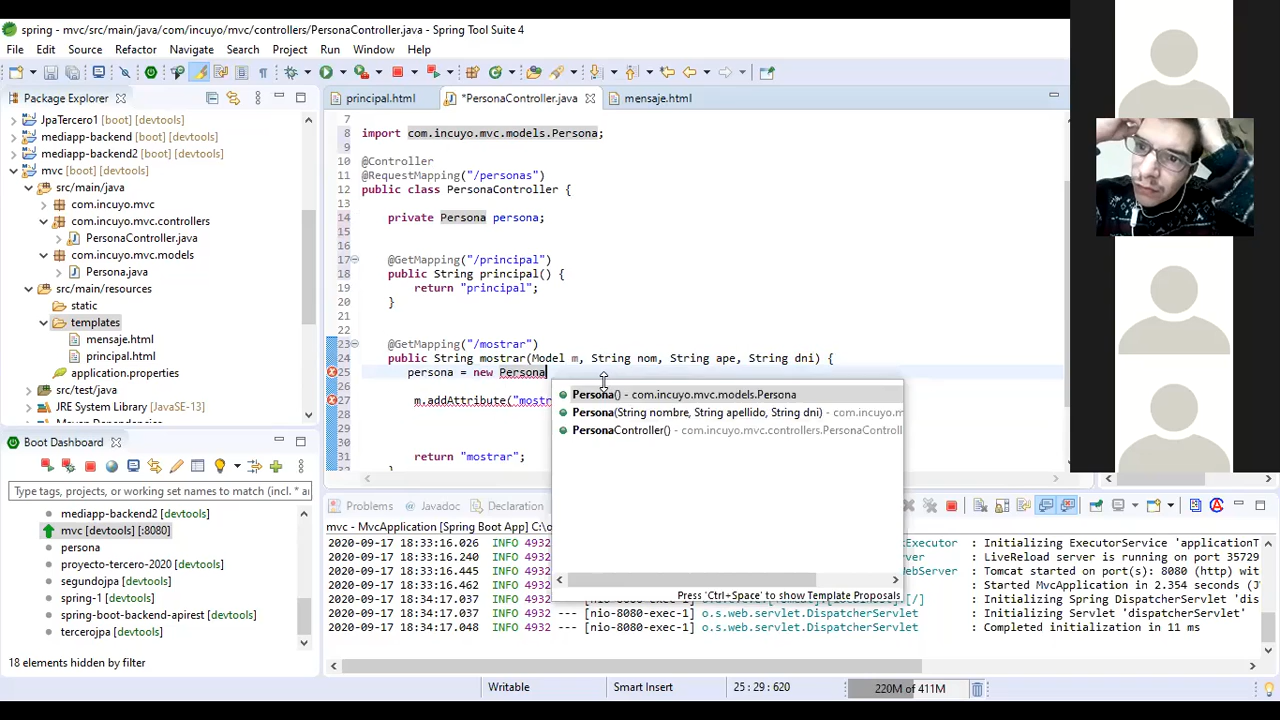 spring - mvc/src/main/java/com/incuyo/mvc/controllers/PersonaController.java - Spring Tool Suite 4
File Edit Source Refactor Navigate Search Project Run Window Help
Package Explorer
JpaTercero1 [boot] [devtools]
mediapp-backend [boot] [devtools]
mediapp-backend2 [boot] [devtools]
mvc [boot] [devtools]
src/main/java
com.incuyo.mvc
com.incuyo.mvc.controllers
PersonaController.java
com.incuyo.mvc.models
Persona.java
src/main/resources
static
templates
mensaje.html
principal.html
application.properties
src/test/java
JRE System Library [JavaSE-13]
Maven Dependencies
Boot Dashboard
Type tags, projects, or working set names to match (incl. *
mediapp-backend2 [devtools]
mvc [devtools] [:8080]
persona
proyecto-tercero-2020 [devtools]
segundojpa [devtools]
spring-1 [devtools]
spring-boot-backend-apirest [devtools]
tercerojpa [devtools]
18 elements hidden by filter
principal.html *PersonaController.java mensaje.html
7
8 import com.incuyo.mvc.models.Persona;
9
10 @Controller
11 @RequestMapping("/personas")
12 public class PersonaController {
13
14 private Persona persona;
15
16
17 @GetMapping("/principal")
18 public String principal() {
19 return "principal";
20 }
21
22
23 @GetMapping("/mostrar")
24 public String mostrar(Model m, String nom, String ape, String dni) {
25 persona = new Persona
26
27 m.addAttribute("mostr
28
29
30
31 return "mostrar";
32 }
Persona() - com.incuyo.mvc.models.Persona
Persona(String nombre, String apellido, String dni) - com.incuyo.m
PersonaController() - com.incuyo.mvc.controllers.PersonaControll
Press 'Ctrl+Space' to show Template Proposals
Problems Javadoc Declaration
mvc - MvcApplication [Spring Boot App] C:\
2020-09-17 18:33:16.026 INFO 4932 xExecutor : Initializing ExecutorService 'applicationT
2020-09-17 18:33:16.240 INFO 4932 ver : LiveReload server is running on port 35729
2020-09-17 18:33:16.445 INFO 4932 WebServer : Tomcat started on port(s): 8080 (http) wit
2020-09-17 18:33:16.462 INFO 4932 : Started MvcApplication in 2.354 seconds (J
2020-09-17 18:34:17.037 INFO 4932 --- [nio-8080-exec-1] [/] : Initializing Spring DispatcherServlet 'dis
2020-09-17 18:34:17.037 INFO 4932 --- [nio-8080-exec-1] o.s.web.servlet.DispatcherServlet : Initializing Servlet 'dispatcherServlet'
2020-09-17 18:34:17.048 INFO 4932 --- [nio-8080-exec-1] o.s.web.servlet.DispatcherServlet : Completed initialization in 11 ms
Writable Smart Insert 25 : 29 : 620 220M of 411M